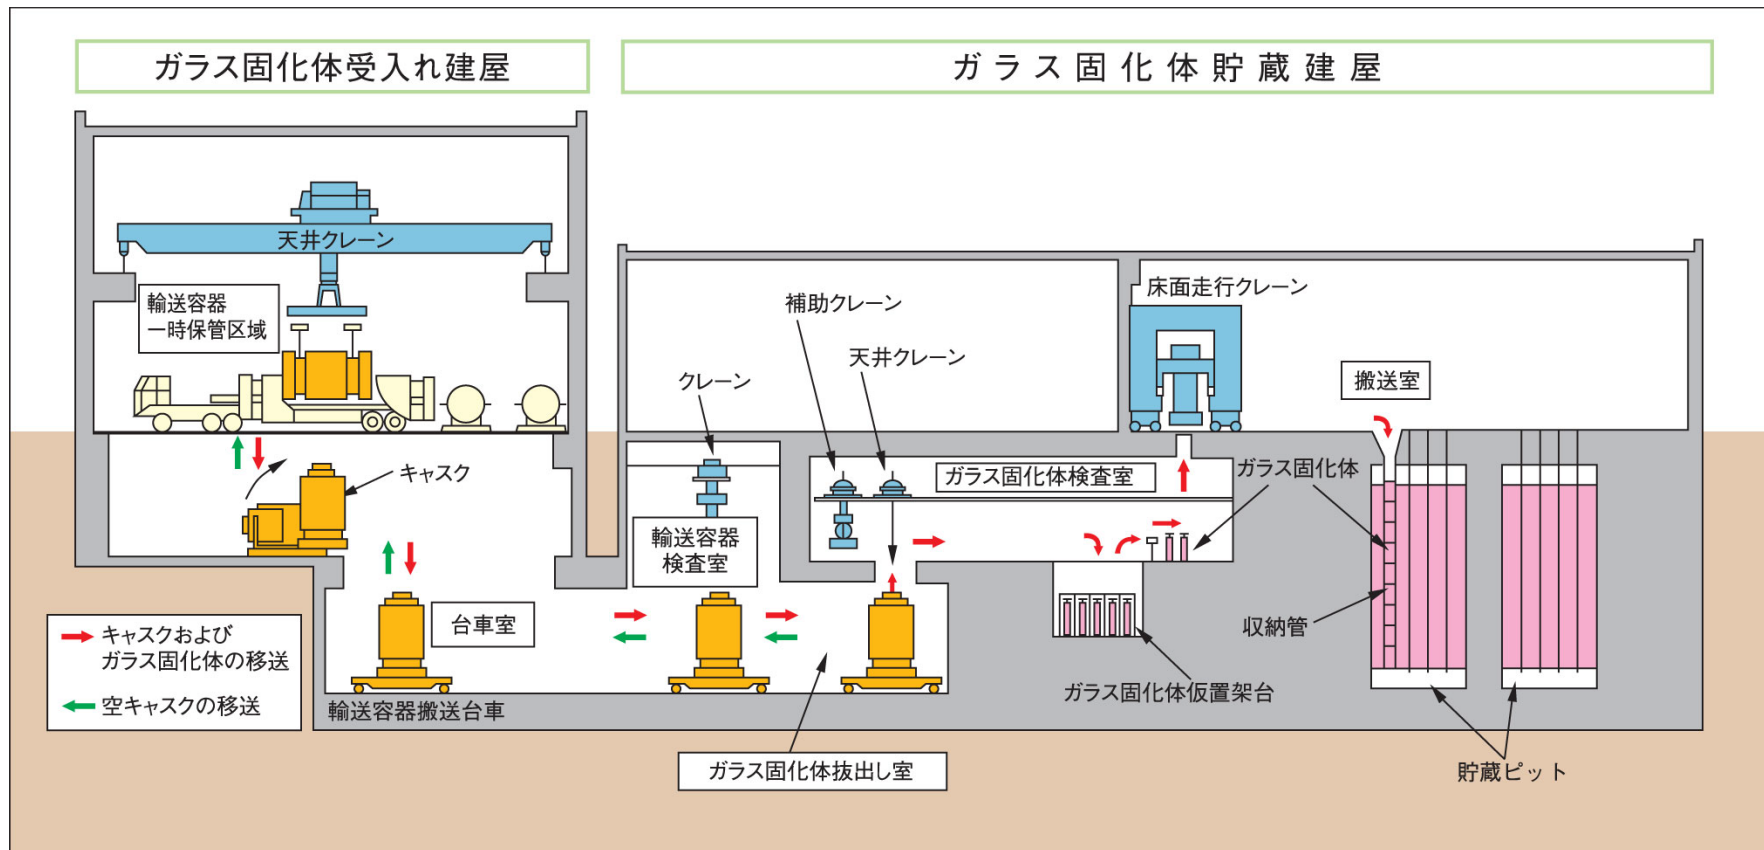 ガラス固化体受入れ建屋
ガラス固化体貯蔵建屋
天井クレーン
輸送容器
一時保管区域
キャスク
補助クレーン
天井クレーン
クレーン
床面走行クレーン
搬送室
ガラス固化体検査室
ガラス固化体
輸送容器
検査室
台車室
収納管
ガラス固化体仮置架台
輸送容器搬送台車
ガラス固化体抜出し室
貯蔵ピット
キャスクおよび
ガラス固化体の移送
空キャスクの移送